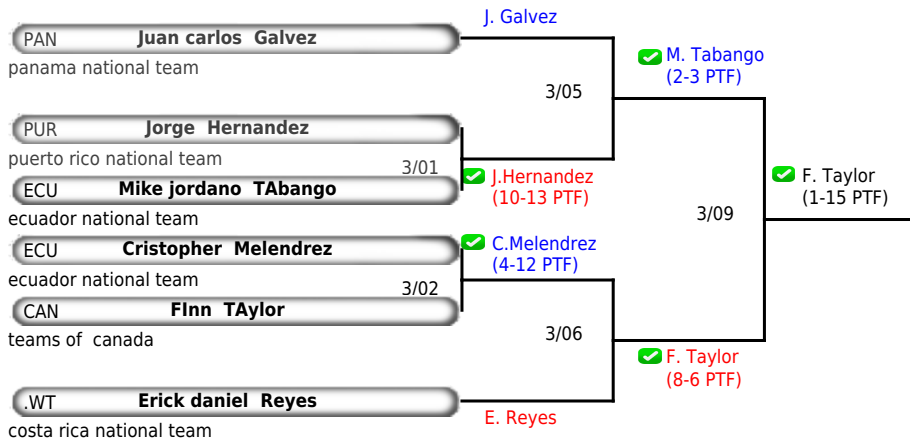 J. Galvez
PAN Juan carlos Galvez
panama national team
M. Tabango
(2-3 PTF)
3/05
PUR Jorge Hernandez
puerto rico national team
3/01
J.Hernandez
(10-13 PTF)
ECU Mike jordano TAbango
ecuador national team
F. Taylor
(1-15 PTF)
3/09
ECU Cristopher Melendrez
ecuador national team
C.Melendrez
(4-12 PTF)
3/02
CAN FInn TAylor
teams of canada
3/06
F. Taylor
(8-6 PTF)
.WT Erick daniel Reyes
costa rica national team
E. Reyes